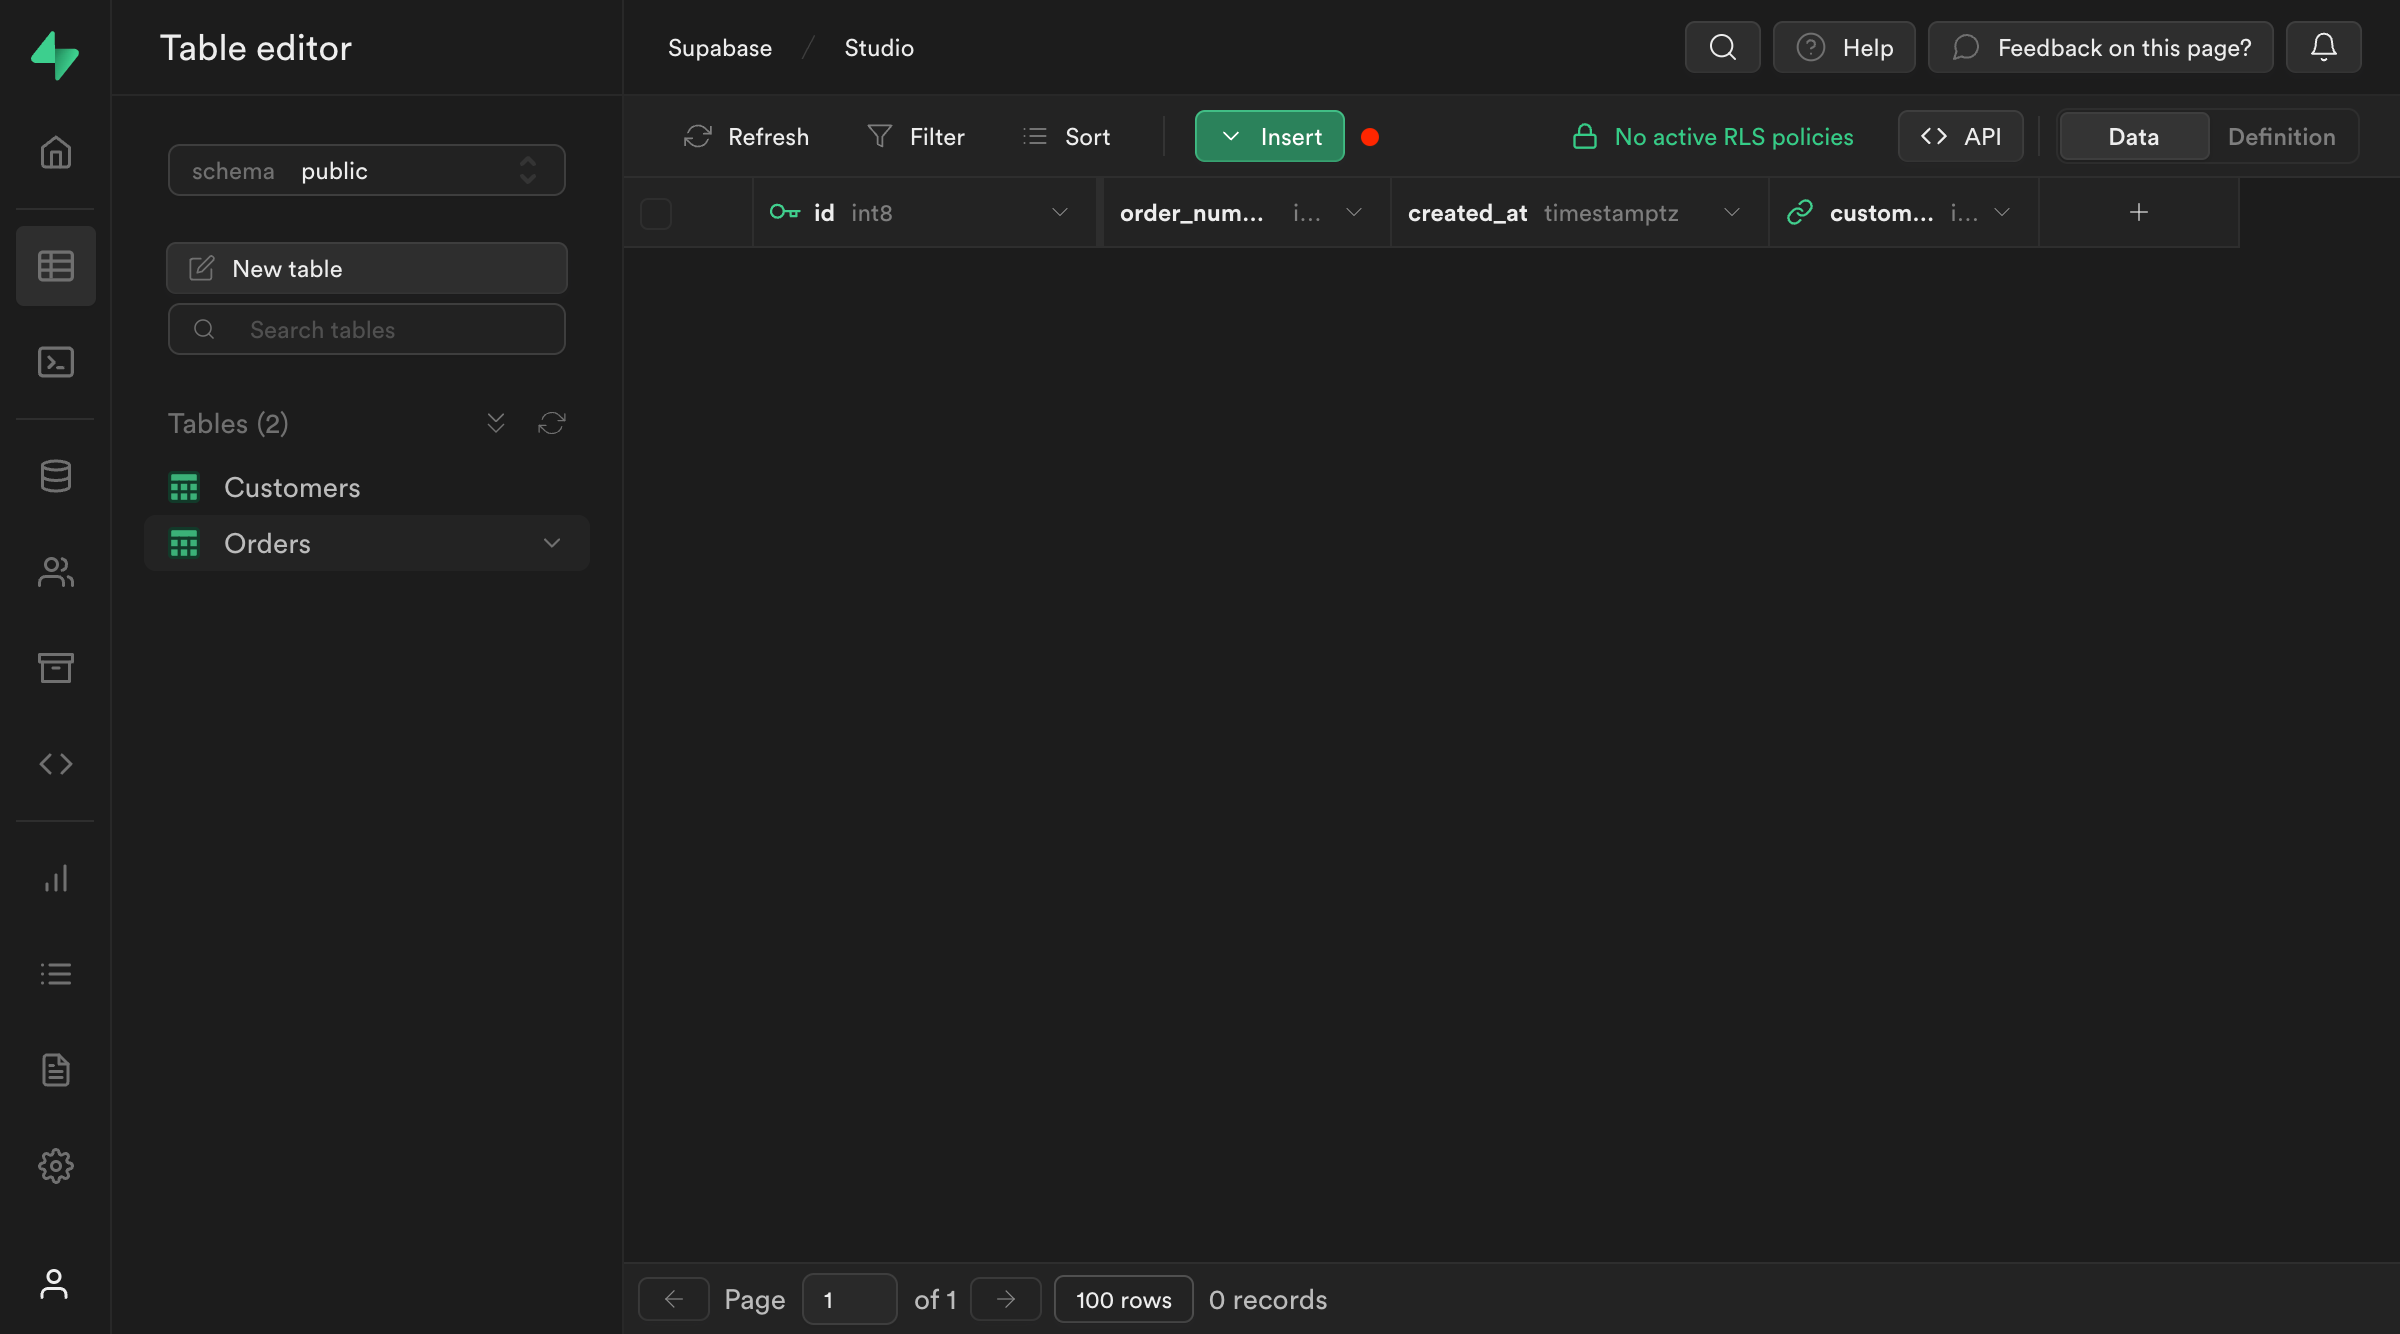 Table editor
Supabase / Studio
Help
Feedback on this page?
schema public
New table
Search tables
Tables (2)
Customers
Orders
Refresh
Filter
Sort
Insert
No active RLS policies
API
Data
Definition
id int8
order_num... i...
created_at timestamptz
custom... i...
Page 1 of 1
100 rows
0 records